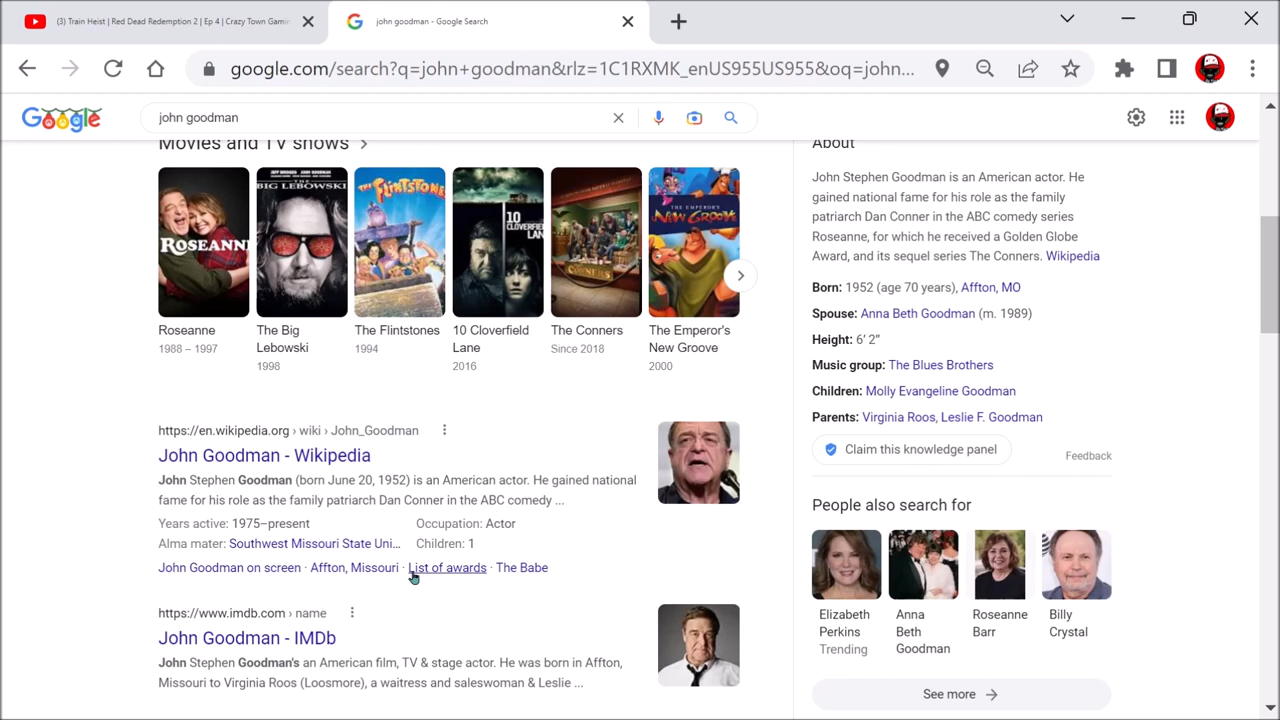 (3) Train Heist | Red Dead Redemption 2 | Ep 4 | Crazy Town Gami
john goodman - Google Search
google.com/search?q=john+goodman&rlz=1C1RXMK_enUS955US955&oq=john...
Google
john goodman
Movies and TV shows
ROSEANN
JEFF BRIDGES JOHN GOODMAN
THE BIG LEBOWSKI
THE FLINTSTONE
10 CLOVERFIELD LAN
THE CONNERS
THE EMPEROR'S NEW GROOVE
Roseanne
1988 – 1997
The Big
Lebowski
1998
The Flintstones
1994
10 Cloverfield
Lane
2016
The Conners
Since 2018
The Emperor's
New Groove
2000
https://en.wikipedia.org › wiki › John_Goodman
John Goodman - Wikipedia
John Stephen Goodman (born June 20, 1952) is an American actor. He gained national
fame for his role as the family patriarch Dan Conner in the ABC comedy ...
Years active: 1975–present
Occupation: Actor
Alma mater: Southwest Missouri State Uni...
Children: 1
John Goodman on screen · Affton, Missouri · List of awards · The Babe
https://www.imdb.com › name
John Goodman - IMDb
John Stephen Goodman's an American film, TV & stage actor. He was born in Affton,
Missouri to Virginia Roos (Loosmore), a waitress and saleswoman & Leslie ...
About
John Stephen Goodman is an American actor. He
gained national fame for his role as the family
patriarch Dan Conner in the ABC comedy series
Roseanne, for which he received a Golden Globe
Award, and its sequel series The Conners. Wikipedia
Born: 1952 (age 70 years), Affton, MO
Spouse: Anna Beth Goodman (m. 1989)
Height: 6′ 2″
Music group: The Blues Brothers
Children: Molly Evangeline Goodman
Parents: Virginia Roos, Leslie F. Goodman
Claim this knowledge panel
Feedback
People also search for
Elizabeth
Perkins
Trending
Anna
Beth
Goodman
Roseanne
Barr
Billy
Crystal
See more